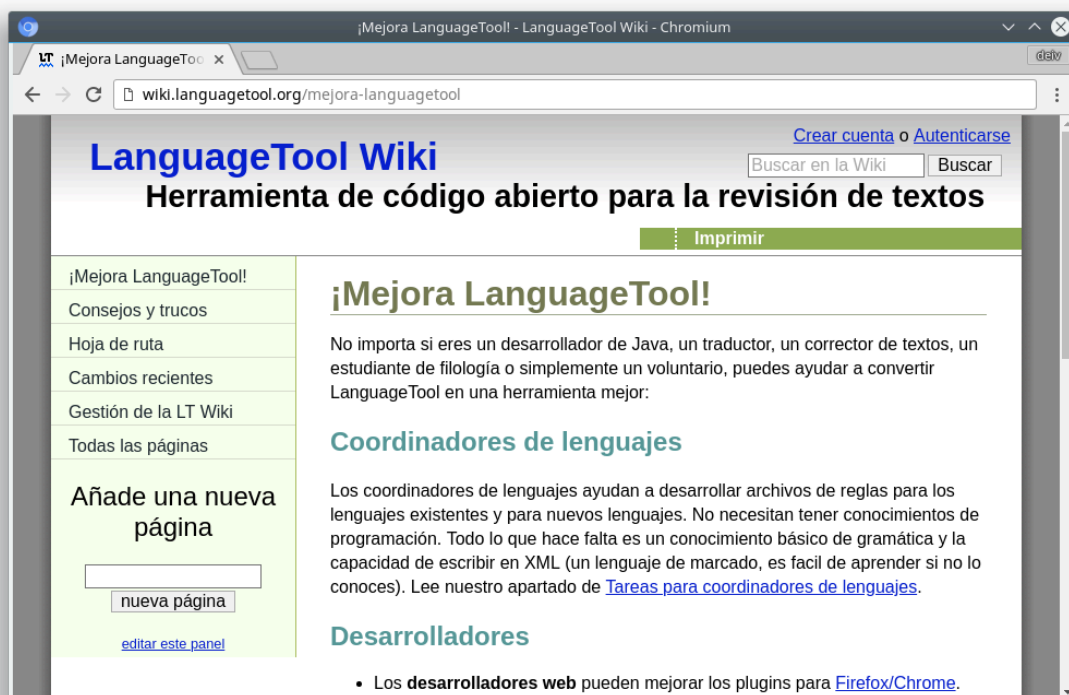 ¡Mejora LanguageTool! - LanguageTool Wiki - Chromium
LT ¡Mejora LanguageToo
deiv
wiki.languagetool.org/mejora-languagetool
Crear cuenta o Autenticarse
LanguageTool Wiki
Buscar en la Wiki Buscar
Herramienta de código abierto para la revisión de textos
Imprimir
¡Mejora LanguageTool!
Consejos y trucos
Hoja de ruta
Cambios recientes
Gestión de la LT Wiki
Todas las páginas
Añade una nueva
página
nueva página
editar este panel
¡Mejora LanguageTool!
No importa si eres un desarrollador de Java, un traductor, un corrector de textos, un
estudiante de filología o simplemente un voluntario, puedes ayudar a convertir
LanguageTool en una herramienta mejor:
Coordinadores de lenguajes
Los coordinadores de lenguajes ayudan a desarrollar archivos de reglas para los
lenguajes existentes y para nuevos lenguajes. No necesitan tener conocimientos de
programación. Todo lo que hace falta es un conocimiento básico de gramática y la
capacidad de escribir en XML (un lenguaje de marcado, es facil de aprender si no lo
conoces). Lee nuestro apartado de Tareas para coordinadores de lenguajes.
Desarrolladores
• Los desarrolladores web pueden mejorar los plugins para Firefox/Chrome.